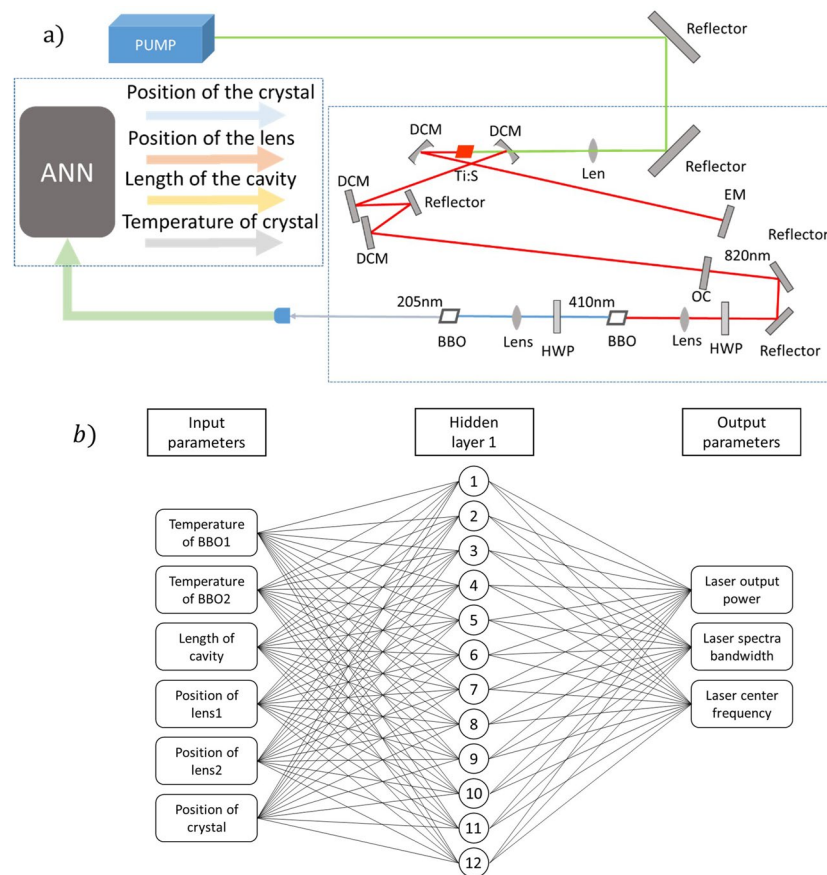 a)
PUMP
Reflector
Position of the crystal
Position of the lens
Length of the cavity
Temperature of crystal
ANN
DCM
DCM
Ti:S
Len
Reflector
DCM
Reflector
DCM
EM
Reflector
820nm
OC
205nm
410nm
BBO
Lens
HWP
BBO
Lens
HWP
Reflector
b)
Input
parameters
Hidden
layer 1
Output
parameters
Temperature
of BBO1
Temperature
of BBO2
Length of
cavity
Position of
lens1
Position of
lens2
Position of
crystal
1
2
3
4
5
6
7
8
9
10
11
12
Laser output
power
Laser spectra
bandwidth
Laser center
frequency